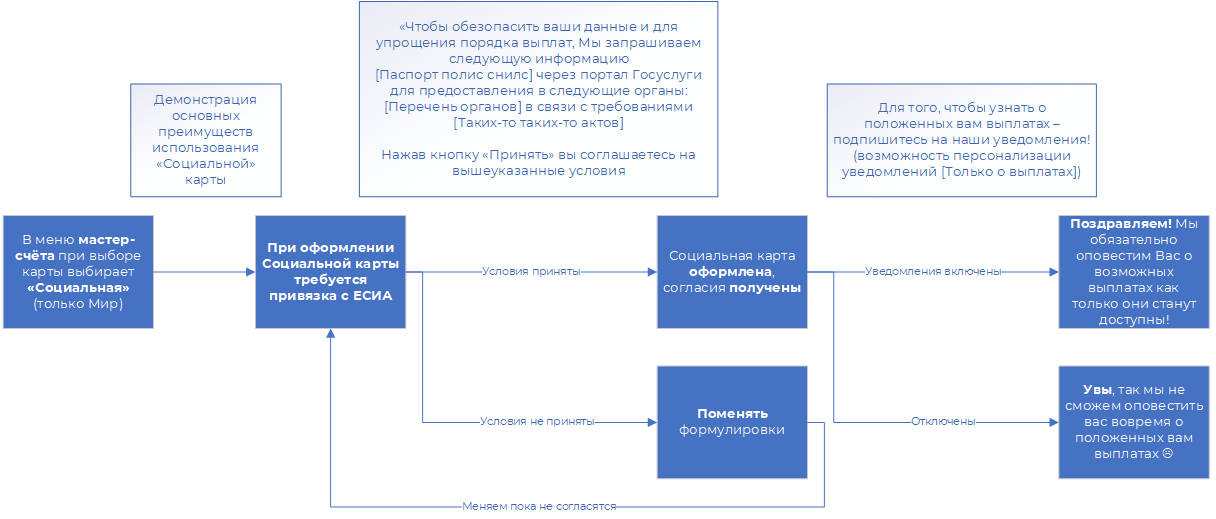 «Чтобы обезопасить ваши данные и для
упрощения порядка выплат, Мы запрашиваем
следующую информацию
[Паспорт полис снилс] через портал Госуслуги
для предоставления в следующие органы:
[Перечень органов] в связи с требованиями
[Таких-то таких-то актов]
Нажав кнопку «Принять» вы соглашаетесь на
вышеуказанные условия
Демонстрация
основных
преимуществ
использования
«Социальной»
карты
Для того, чтобы узнать о
положенных вам выплатах –
подпишитесь на наши уведомления!
(возможность персонализации
уведомлений [Только о выплатах])
В меню мастер-
счёта при выборе
карты выбирает
«Социальная»
(только Мир)
При оформлении
Социальной карты
требуется
привязка с ЕСИА
Условия приняты
Социальная карта
оформлена,
согласия получены
Уведомления включены
Поздравляем! Мы
обязательно
оповестим Вас о
возможных
выплатах как
только они станут
доступны!
Условия не приняты
Поменять
формулировки
Отключены
Увы, так мы не
сможем оповестить
вас вовремя о
положенных вам
выплатах ☹
Меняем пока не согласятся